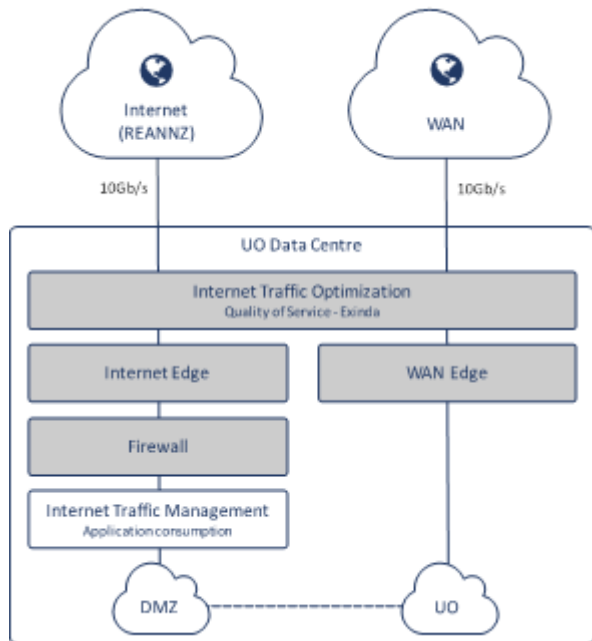 Internet
(REANNZ)
WAN
10Gb/s
10Gb/s
UO Data Centre
Internet Traffic Optimization
Quality of Service - Exinda
Internet Edge
WAN Edge
Firewall
Internet Traffic Management
Application consumption
DMZ
UO